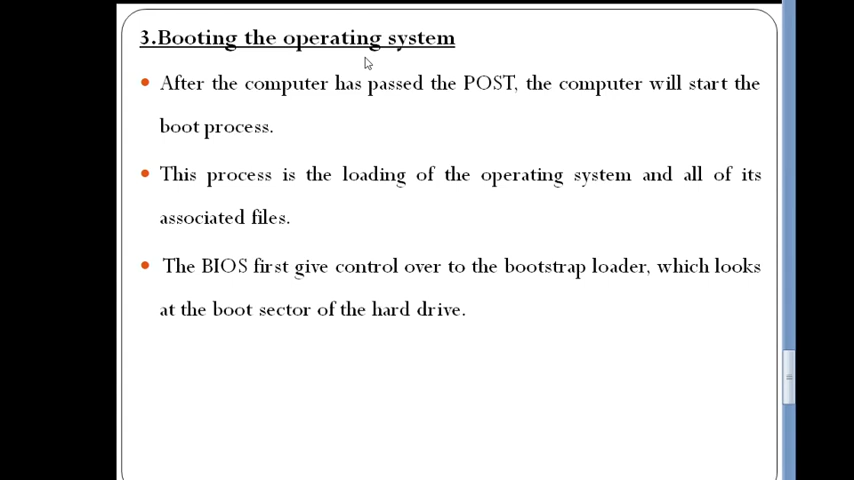 3.Booting the operating system
• After the computer has passed the POST, the computer will start the
boot process.
• This process is the loading of the operating system and all of its
associated files.
• The BIOS first give control over to the bootstrap loader, which looks
at the boot sector of the hard drive.